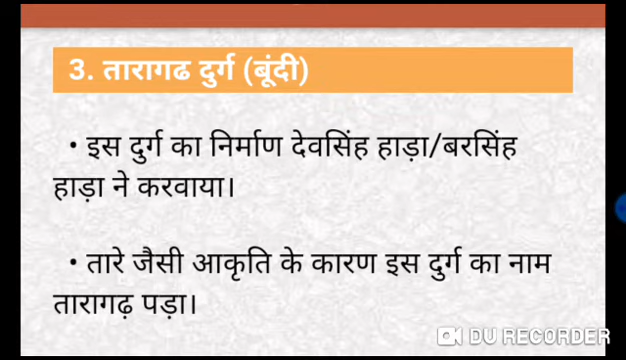 3. तारागढ दुर्ग (बूंदी)
• इस दुर्ग का निर्माण देवसिंह हाड़ा/बरसिंह
हाड़ा ने करवाया।
• तारे जैसी आकृति के कारण इस दुर्ग का नाम
तारागढ़ पड़ा।
DU RECORDER